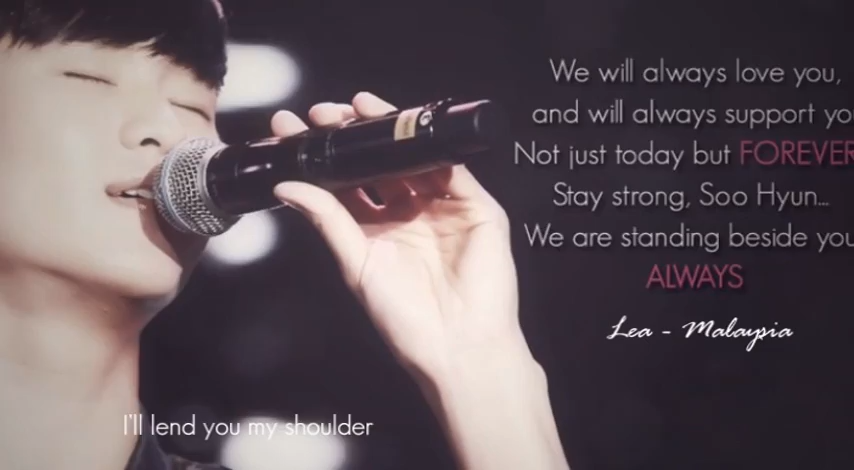 We will always love you,
and will always support yo
Not just today but FOREVER
Stay strong, Soo Hyun...
We are standing beside you
ALWAYS
Lea - Malaysia
I'll lend you my shoulder